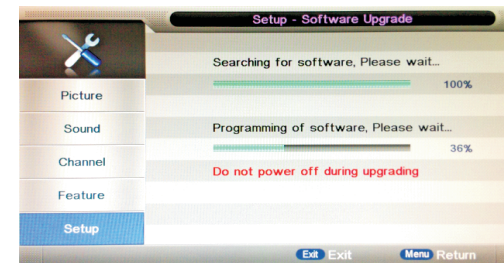 Setup - Software Upgrade
Searching for software, Please wait...
100%
Picture
Sound
Programming of software, Please wait...
36%
Channel
Do not power off during upgrading
Feature
Setup
Exit Exit
Menu Return